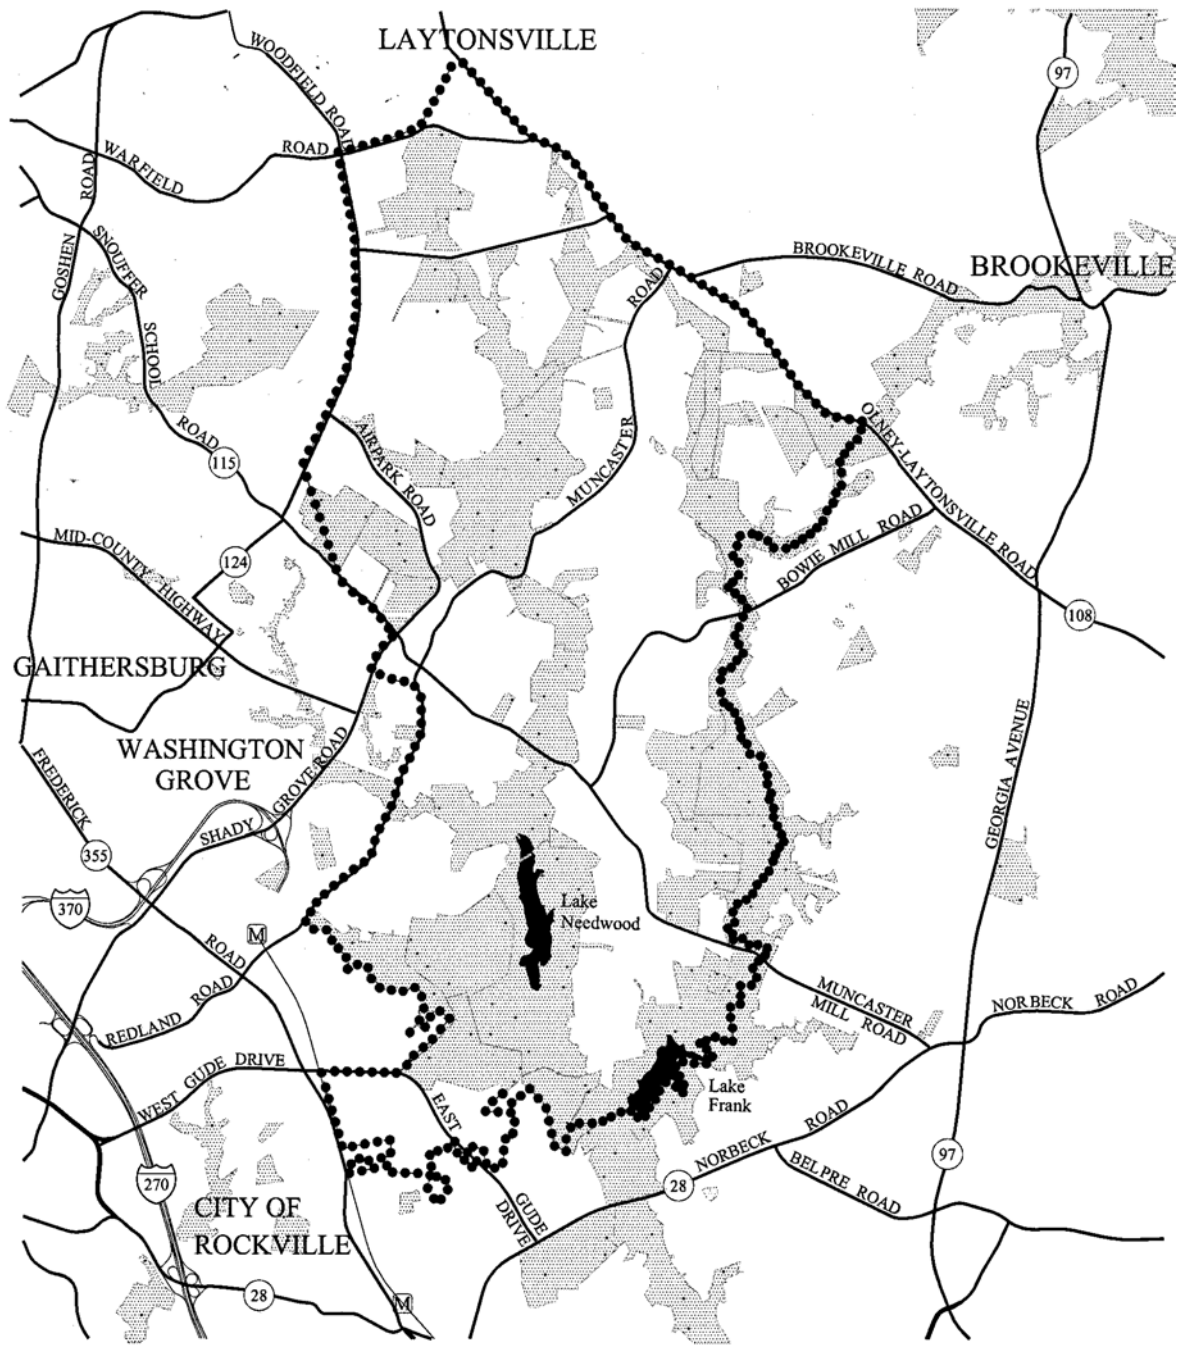 LAYTONSVILLE
WOODFIELD ROAD
97
WARFIELD
ROAD
ROAD
GOSHEN
SNOUFFER
SCHOOL
ROAD
115
BROOKEVILLE ROAD
BROOKEVILLE
ROAD
MUNCASTER
AIRPARK ROAD
OLNEY-LAYTONSVILLE ROAD
BOWIE MILL ROAD
108
MID-COUNTY HIGHWAY
124
GAITHERSBURG
WASHINGTON
GROVE
SHADY GROVE ROAD
FREDERICK
355
ROAD
370
GEORGIA AVENUE
Lake
Needwood
M
REDLAND ROAD
MUNCASTER
MILL ROAD
NORBECK ROAD
WEST GUDE DRIVE
EAST
GUDE
DRIVE
Lake
Frank
NORBECK ROAD
28
BELPRE ROAD
97
270
CITY OF
ROCKVILLE
28
M